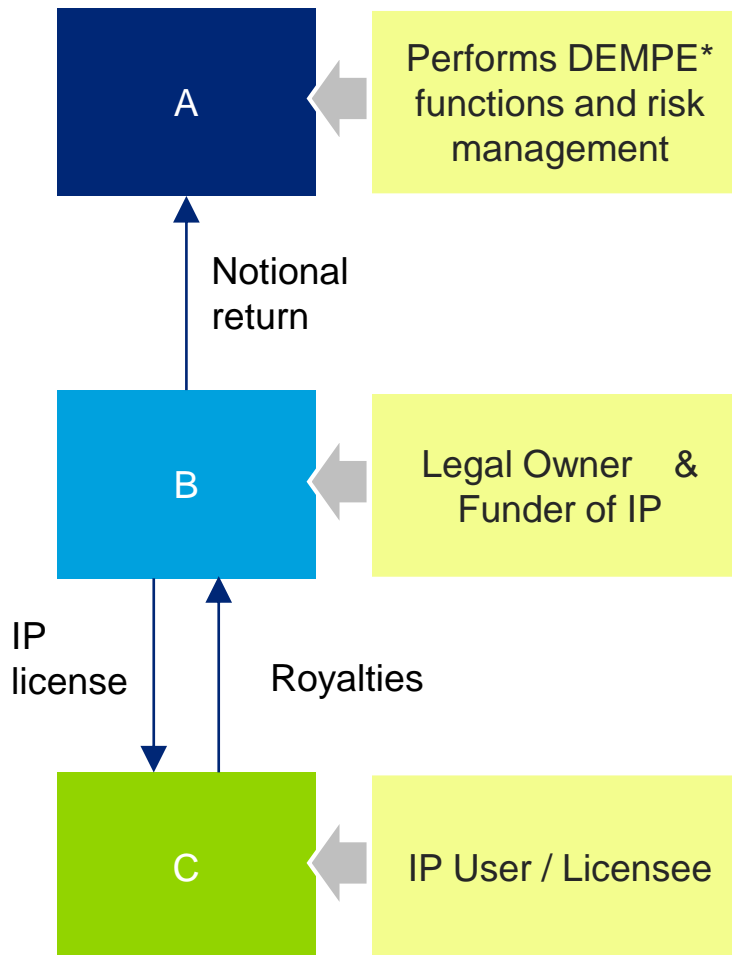 A
Performs DEMPE*
functions and risk
management
Notional
return
B
Legal Owner &
Funder of IP
IP
license
Royalties
C
IP User / Licensee